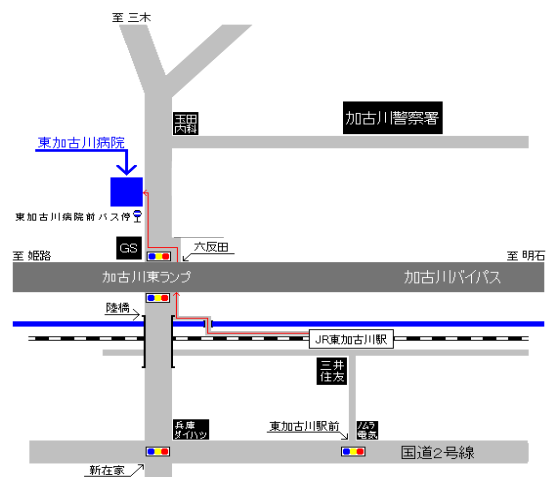 至 三木
玉田
内科
加古川警察署
東加古川病院
東加古川病院前バス停
GS
六反田
至 姫路
至 明石
加古川東ランプ
加古川バイパス
陸橋
JR東加古川駅
三井
住友
兵庫
ダイハツ
東加古川駅前
ノムラ
電気
国道2号線
新在家